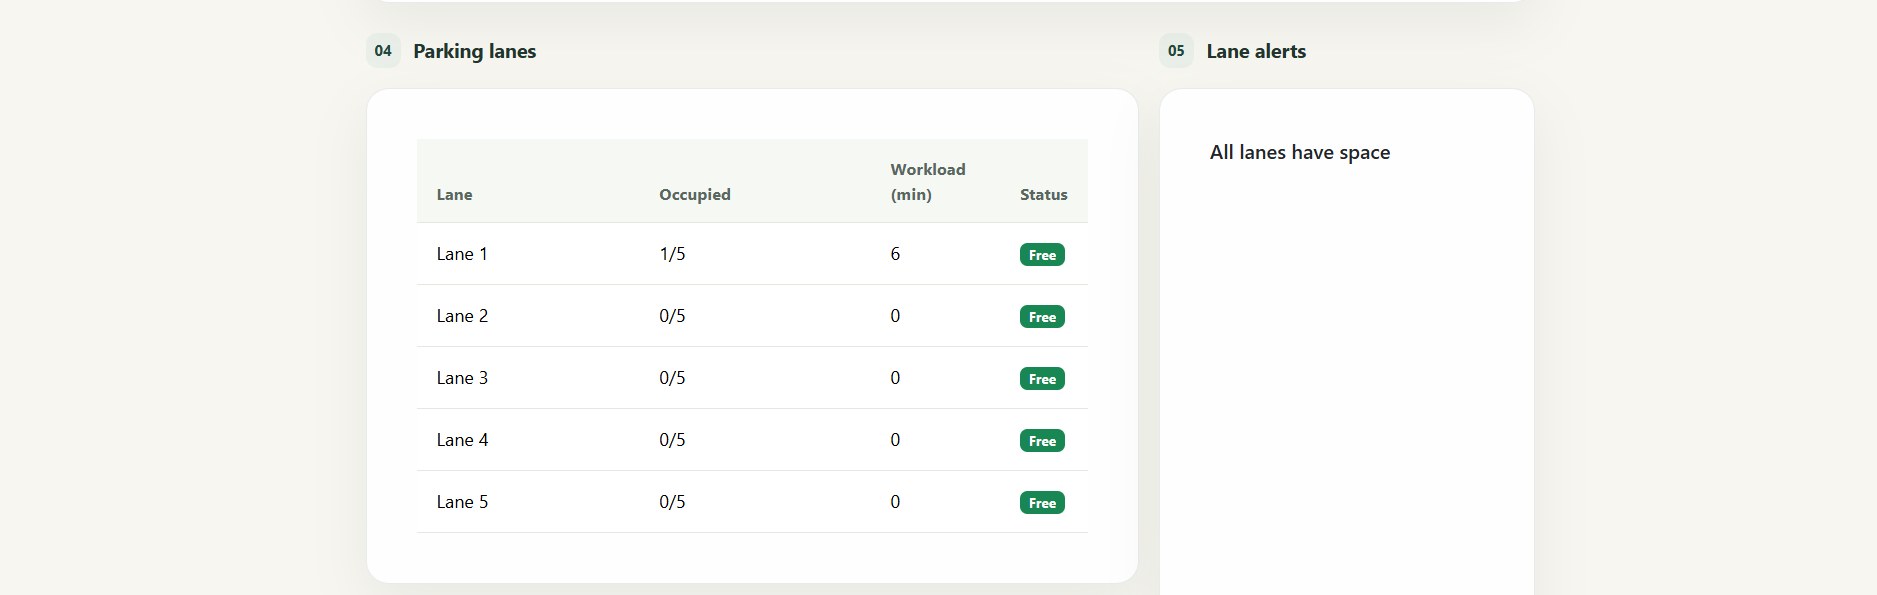 04 Parking lanes
05 Lane alerts
Lane Occupied Workload (min) Status
Lane 1 1/5 6 Free
Lane 2 0/5 0 Free
Lane 3 0/5 0 Free
Lane 4 0/5 0 Free
Lane 5 0/5 0 Free
All lanes have space